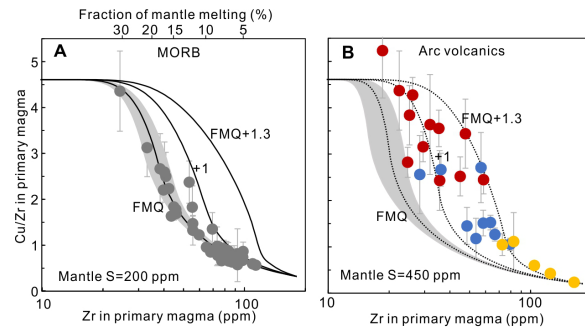 Fraction of mantle melting (%)
30 20 15 10 5
A
MORB
B
Arc volcanics
Cu/Zr in primary magma
5
4
3
2
1
0
FMQ+1.3
+1
FMQ
Mantle S=200 ppm
FMQ+1.3
+1
FMQ
Mantle S=450 ppm
10 100
10 100
Zr in primary magma (ppm)
Zr in primary magma (ppm)